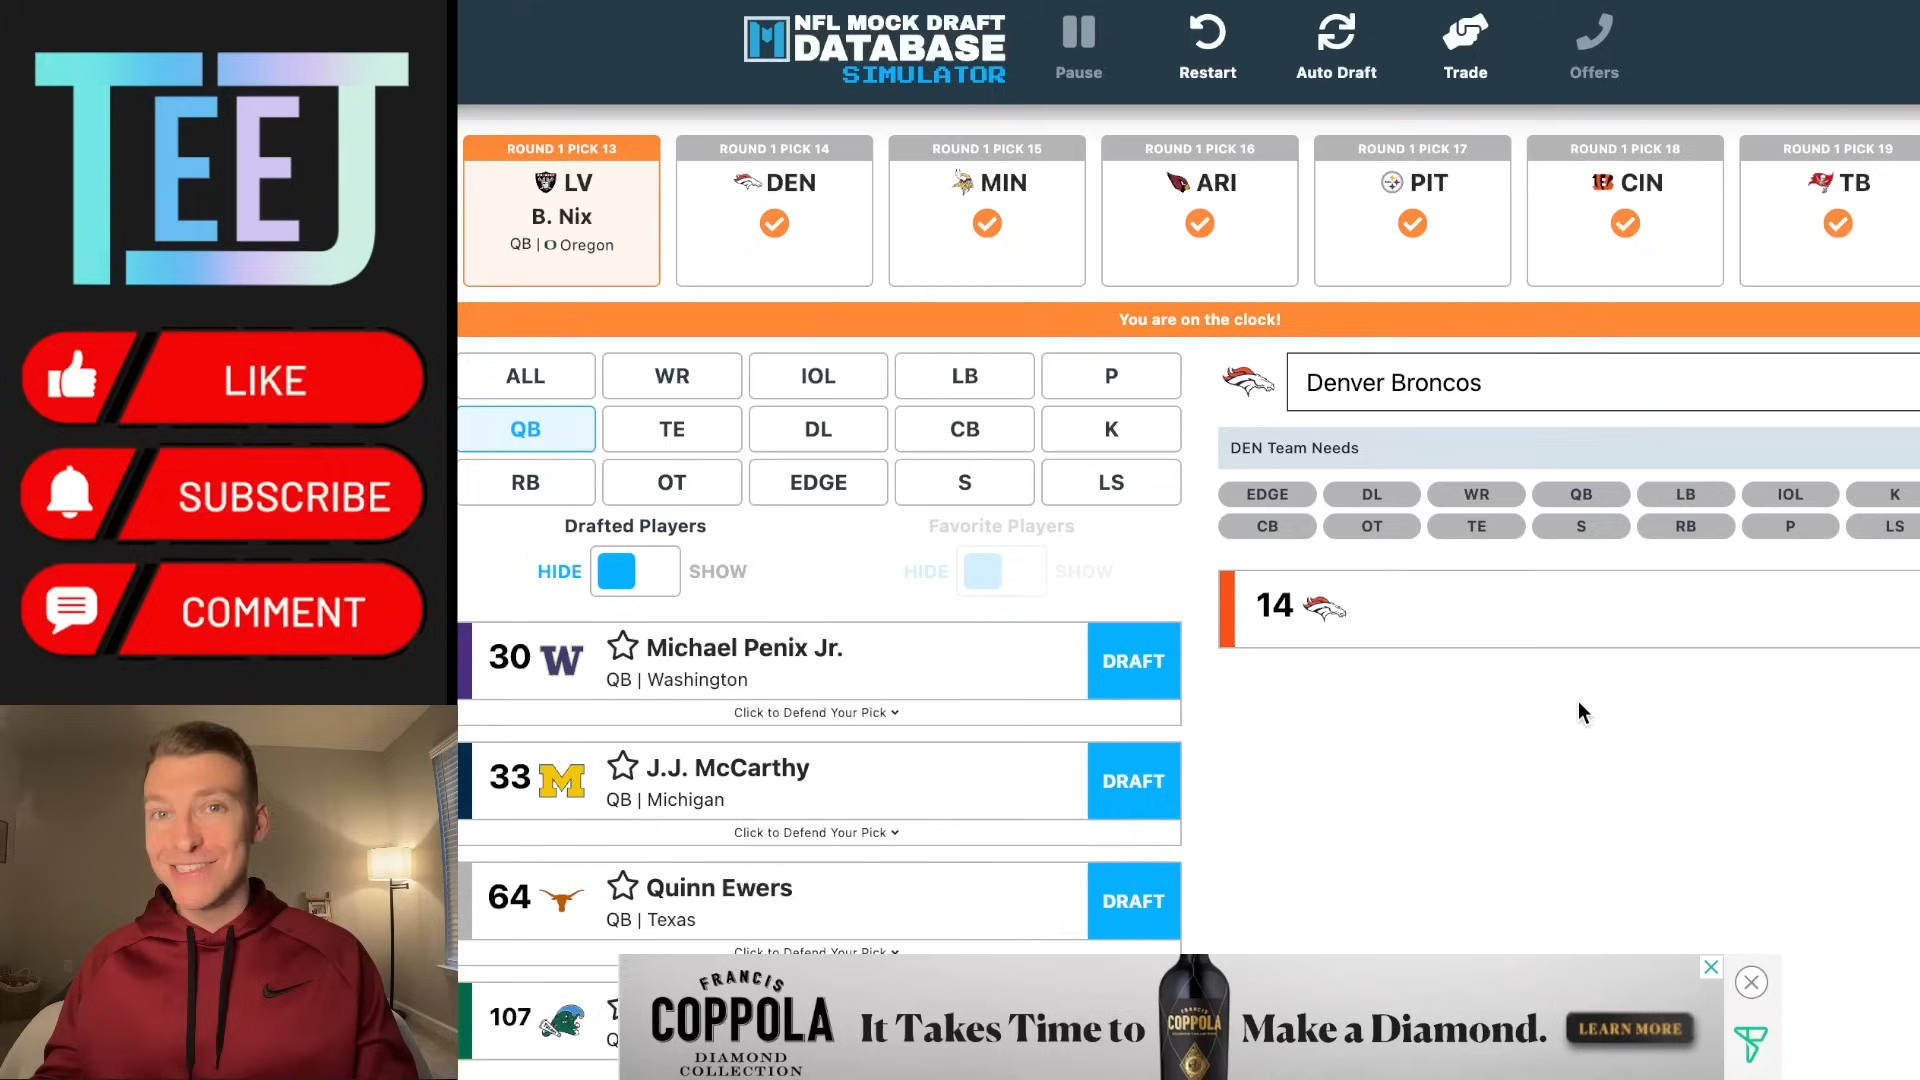 TEEJ
LIKE
SUBSCRIBE
COMMENT
NFL MOCK DRAFT
DATABASE
SIMULATOR
Pause
Restart
Auto Draft
Trade
Offers
ROUND 1 PICK 13
LV
B. Nix
QB | Oregon
ROUND 1 PICK 14
DEN
ROUND 1 PICK 15
MIN
ROUND 1 PICK 16
ARI
ROUND 1 PICK 17
PIT
ROUND 1 PICK 18
CIN
ROUND 1 PICK 19
TB
You are on the clock!
ALL WR IOL LB P
QB TE DL CB K
RB OT EDGE S LS
Drafted Players
HIDE SHOW
Favorite Players
HIDE SHOW
30 W Michael Penix Jr.
QB | Washington
DRAFT
Click to Defend Your Pick
33 M J.J. McCarthy
QB | Michigan
DRAFT
Click to Defend Your Pick
64 Quinn Ewers
QB | Texas
DRAFT
Click to Defend Your Pick
107
Denver Broncos
DEN Team Needs
EDGE DL WR QB LB IOL K
CB OT TE S RB P LS
14
FRANCIS
COPPOLA
DIAMOND
COLLECTION
It Takes Time to
COPPOLA
Make a Diamond.
LEARN MORE